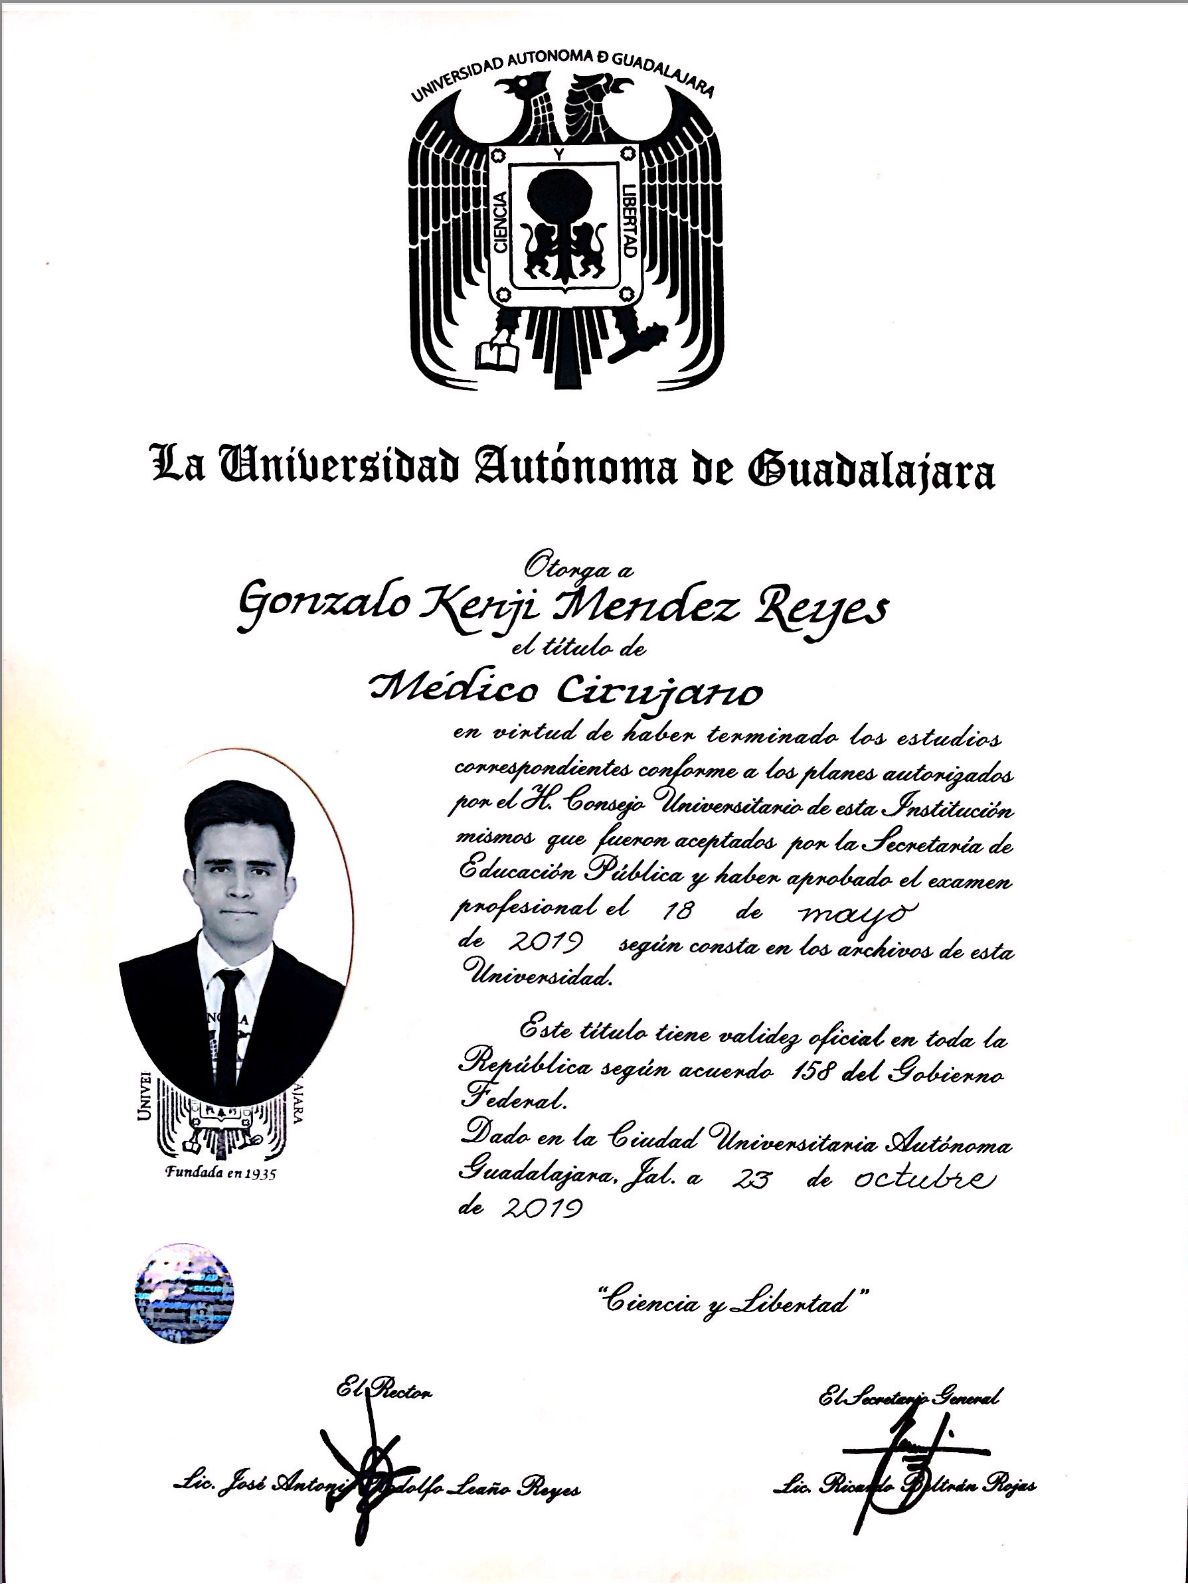 UNIVERSIDAD AUTONOMA Đ GUADALAJARA
Y
CIENCIA
LIBERTAD
La Universidad Autónoma de Guadalajara
Otorga a
Gonzalo Kenji Mendez Reyes
el título de
Médico Cirujano
en virtud de haber terminado los estudios
correspondientes conforme a los planes autorizados
por el H. Consejo Universitario de esta Institución
mismos que fueron aceptados por la Secretaría de
Educación Pública y haber aprobado el examen
profesional el 18 de mayo
de 2019 según consta en los archivos de esta
Universidad.
Este título tiene validez oficial en toda la
República según acuerdo 158 del Gobierno
Federal.
Dado en la Ciudad Universitaria Autónoma
Guadalajara, Jal. a 23 de octubre
de 2019
UNIVE
AJARA
Fundada en 1935
"Ciencia y Libertad"
El Rector
Lic. José Antonio Rodolfo Leaño Reyes
El Secretario General
Lic. Ricardo Beltrán Rojas